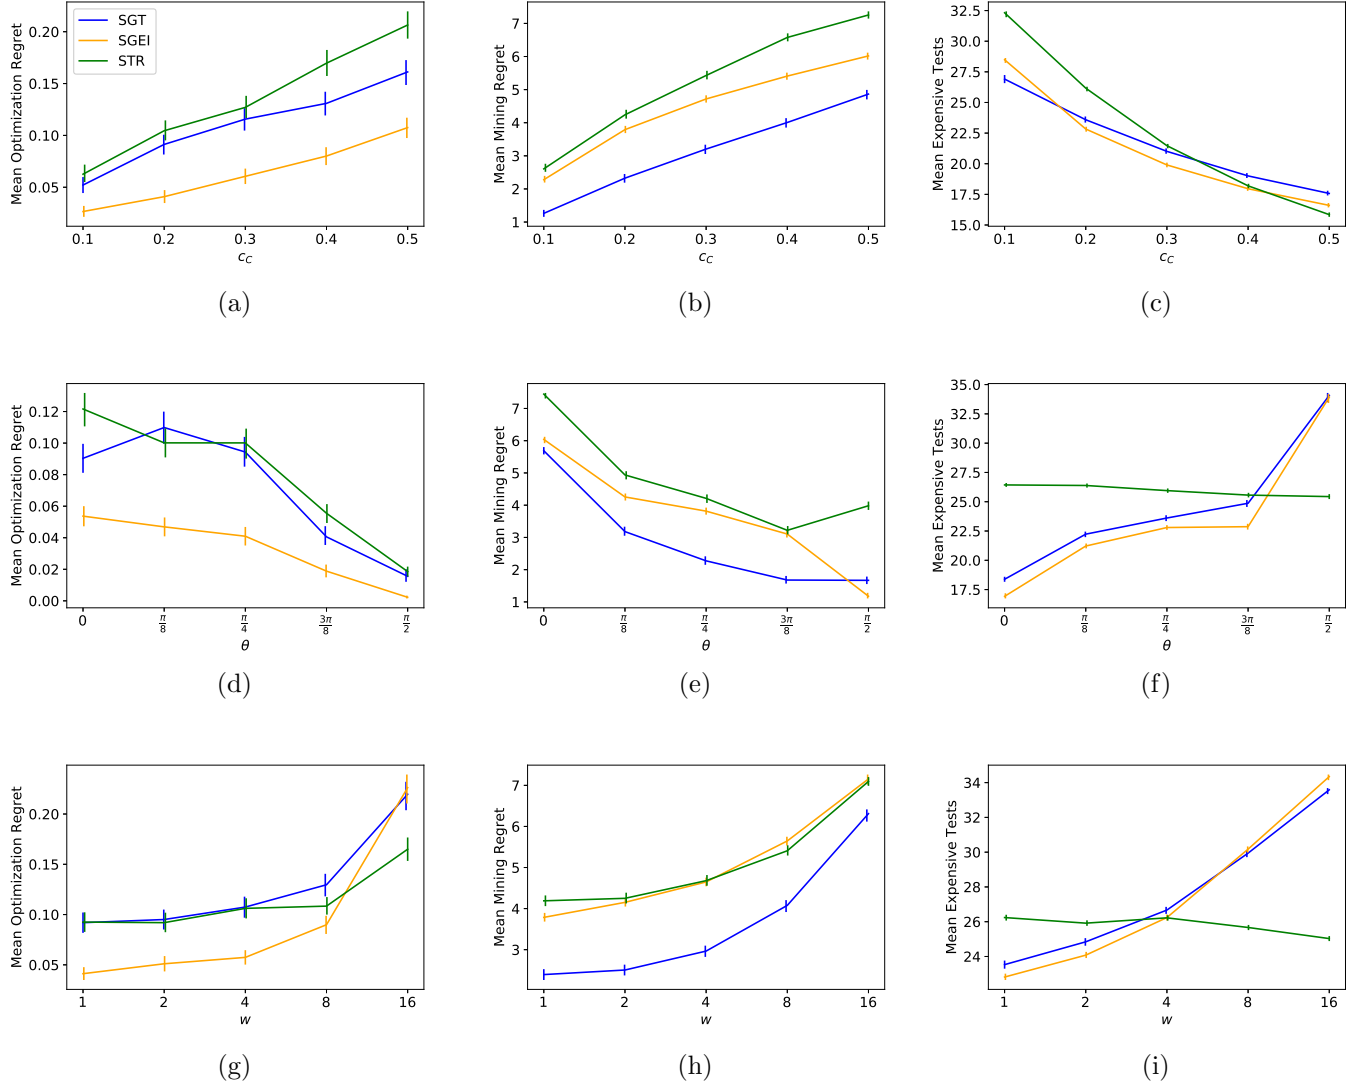 SGT
SGEI
STR
Mean Optimization Regret
0.20
0.15
0.10
0.05
0.1 0.2 0.3 0.4 0.5
c_C
(a)
Mean Mining Regret
7
6
5
4
3
2
1
0.1 0.2 0.3 0.4 0.5
c_C
(b)
Mean Expensive Tests
32.5
30.0
27.5
25.0
22.5
20.0
17.5
15.0
0.1 0.2 0.3 0.4 0.5
c_C
(c)
Mean Optimization Regret
0.12
0.10
0.08
0.06
0.04
0.02
0.00
0 π/8 π/4 3π/8 π/2
θ
(d)
Mean Mining Regret
7
6
5
4
3
2
1
0 π/8 π/4 3π/8 π/2
θ
(e)
Mean Expensive Tests
35.0
32.5
30.0
27.5
25.0
22.5
20.0
17.5
0 π/8 π/4 3π/8 π/2
θ
(f)
Mean Optimization Regret
0.20
0.15
0.10
0.05
1 2 4 8 16
w
(g)
Mean Mining Regret
7
6
5
4
3
1 2 4 8 16
w
(h)
Mean Expensive Tests
34
32
30
28
26
24
1 2 4 8 16
w
(i)